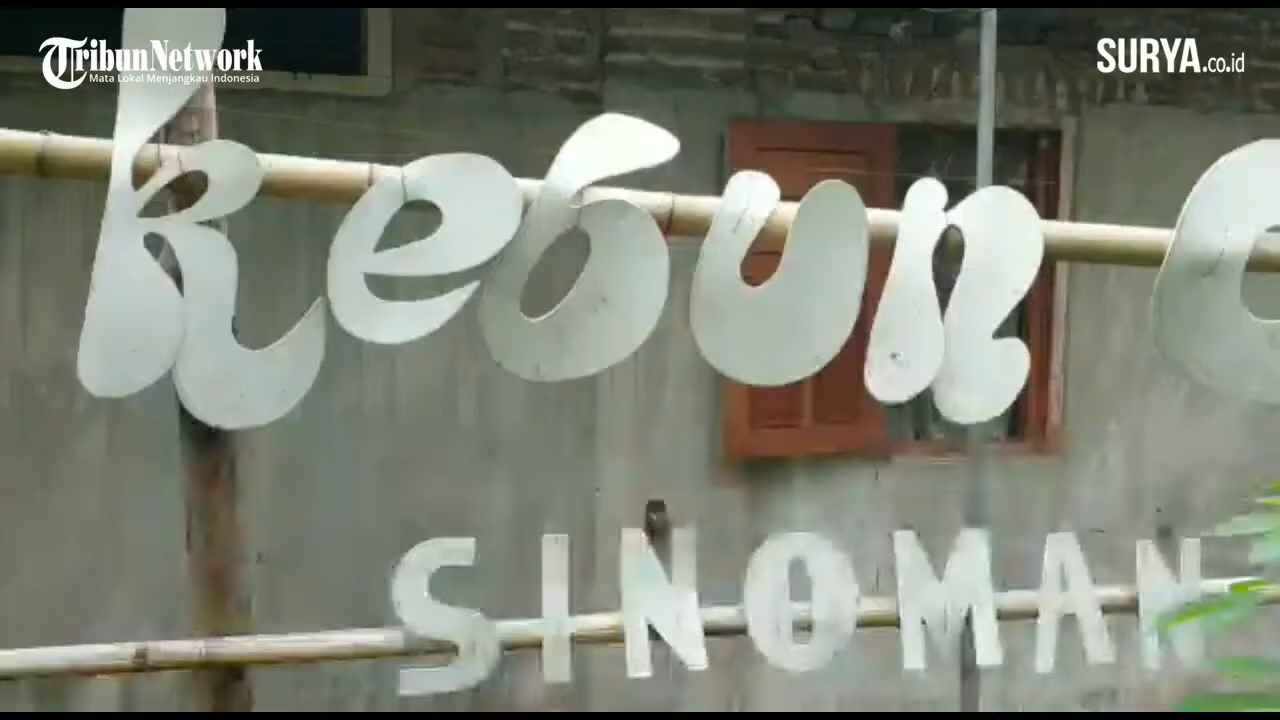 TribunNetwork
Mata Lokal Menjangkau Indonesia
SURYA.co.id
kebun
SINOMAN